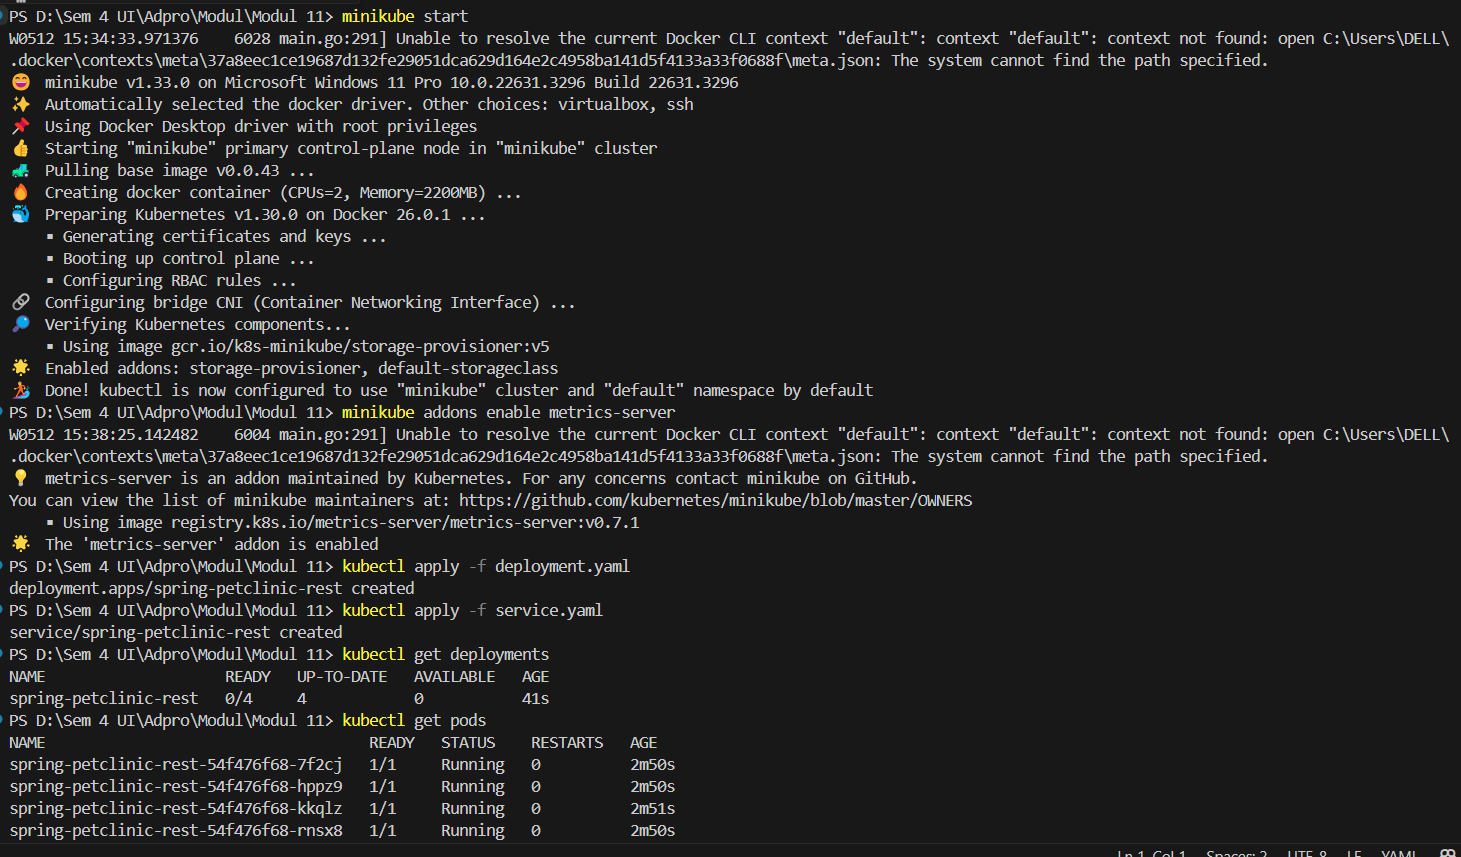 PS D:\Sem 4 UI\Adpro\Modul\Modul 11> minikube start
W0512 15:34:33.971376    6028 main.go:291] Unable to resolve the current Docker CLI context "default": context "default": context not found: open C:\Users\DELL\
.docker\contexts\meta\37a8eec1ce19687d132fe29051dca629d164e2c4958ba141d5f4133a33f0688f\meta.json: The system cannot find the path specified.
😄  minikube v1.33.0 on Microsoft Windows 11 Pro 10.0.22631.3296 Build 22631.3296
✨  Automatically selected the docker driver. Other choices: virtualbox, ssh
📌  Using Docker Desktop driver with root privileges
👍  Starting "minikube" primary control-plane node in "minikube" cluster
🚜  Pulling base image v0.0.43 ...
🔥  Creating docker container (CPUs=2, Memory=2200MB) ...
🐳  Preparing Kubernetes v1.30.0 on Docker 26.0.1 ...
    ▪ Generating certificates and keys ...
    ▪ Booting up control plane ...
    ▪ Configuring RBAC rules ...
🔗  Configuring bridge CNI (Container Networking Interface) ...
🔎  Verifying Kubernetes components...
    ▪ Using image gcr.io/k8s-minikube/storage-provisioner:v5
🌟  Enabled addons: storage-provisioner, default-storageclass
🏄  Done! kubectl is now configured to use "minikube" cluster and "default" namespace by default
PS D:\Sem 4 UI\Adpro\Modul\Modul 11> minikube addons enable metrics-server
W0512 15:38:25.142482    6004 main.go:291] Unable to resolve the current Docker CLI context "default": context "default": context not found: open C:\Users\DELL\
.docker\contexts\meta\37a8eec1ce19687d132fe29051dca629d164e2c4958ba141d5f4133a33f0688f\meta.json: The system cannot find the path specified.
💡  metrics-server is an addon maintained by Kubernetes. For any concerns contact minikube on GitHub.
You can view the list of minikube maintainers at: https://github.com/kubernetes/minikube/blob/master/OWNERS
    ▪ Using image registry.k8s.io/metrics-server/metrics-server:v0.7.1
🌟  The 'metrics-server' addon is enabled
PS D:\Sem 4 UI\Adpro\Modul\Modul 11> kubectl apply -f deployment.yaml
deployment.apps/spring-petclinic-rest created
PS D:\Sem 4 UI\Adpro\Modul\Modul 11> kubectl apply -f service.yaml
service/spring-petclinic-rest created
PS D:\Sem 4 UI\Adpro\Modul\Modul 11> kubectl get deployments
NAME                    READY   UP-TO-DATE   AVAILABLE   AGE
spring-petclinic-rest   0/4     4            0           41s
PS D:\Sem 4 UI\Adpro\Modul\Modul 11> kubectl get pods
NAME                                    READY   STATUS    RESTARTS   AGE
spring-petclinic-rest-54f476f68-7f2cj   1/1     Running   0          2m50s
spring-petclinic-rest-54f476f68-hppz9   1/1     Running   0          2m50s
spring-petclinic-rest-54f476f68-kkqlz   1/1     Running   0          2m51s
spring-petclinic-rest-54f476f68-rnsx8   1/1     Running   0          2m50s
Ln 1, Col 1   Spaces: 2   UTF-8   LF   YAML